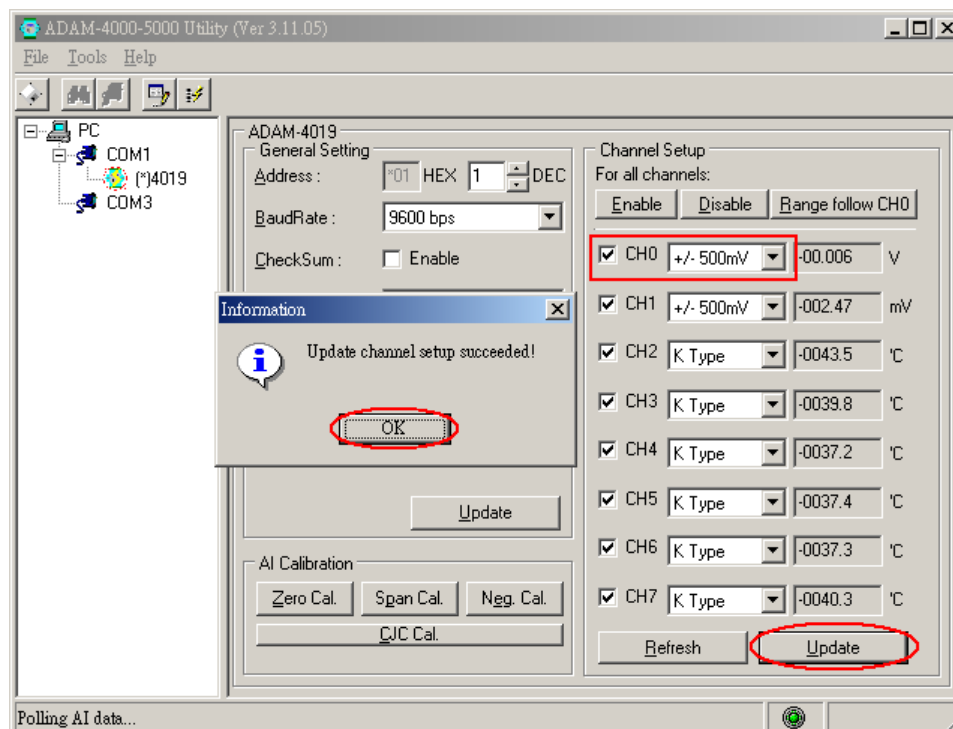 ADAM-4000-5000 Utility (Ver 3.11.05)
File Tools Help
PC
COM1
(*)4019
COM3
ADAM-4019
General Setting
Address : *01 HEX 1 DEC
BaudRate : 9600 bps
CheckSum : Enable
Update
AI Calibration
Zero Cal. Span Cal. Neg. Cal.
CJC Cal.
Channel Setup
For all channels:
Enable Disable Range follow CH0
CH0 +/- 500mV -00.006 V
CH1 +/- 500mV -002.47 mV
CH2 K Type -0043.5 'C
CH3 K Type -0039.8 'C
CH4 K Type -0037.2 'C
CH5 K Type -0037.4 'C
CH6 K Type -0037.3 'C
CH7 K Type -0040.3 'C
Refresh Update
Information
Update channel setup succeeded!
OK
Polling AI data...